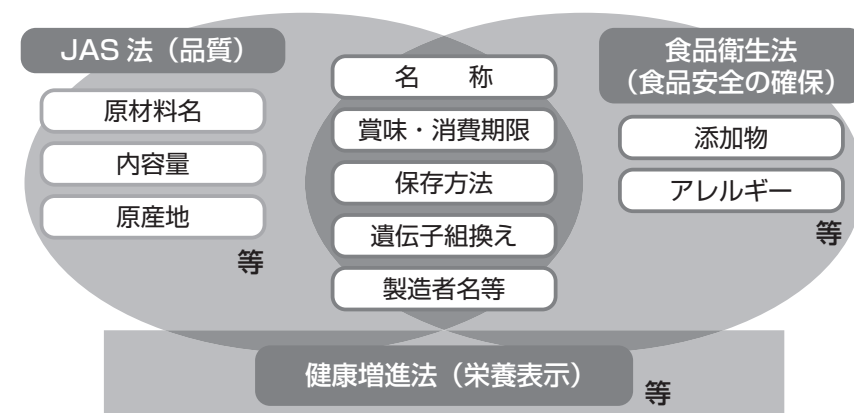 JAS 法（品質）
原材料名
内容量
原産地
等
名　　称
賞味・消費期限
保存方法
遺伝子組換え
製造者名等
食品衛生法
（食品安全の確保）
添加物
アレルギー
等
健康増進法（栄養表示）
等